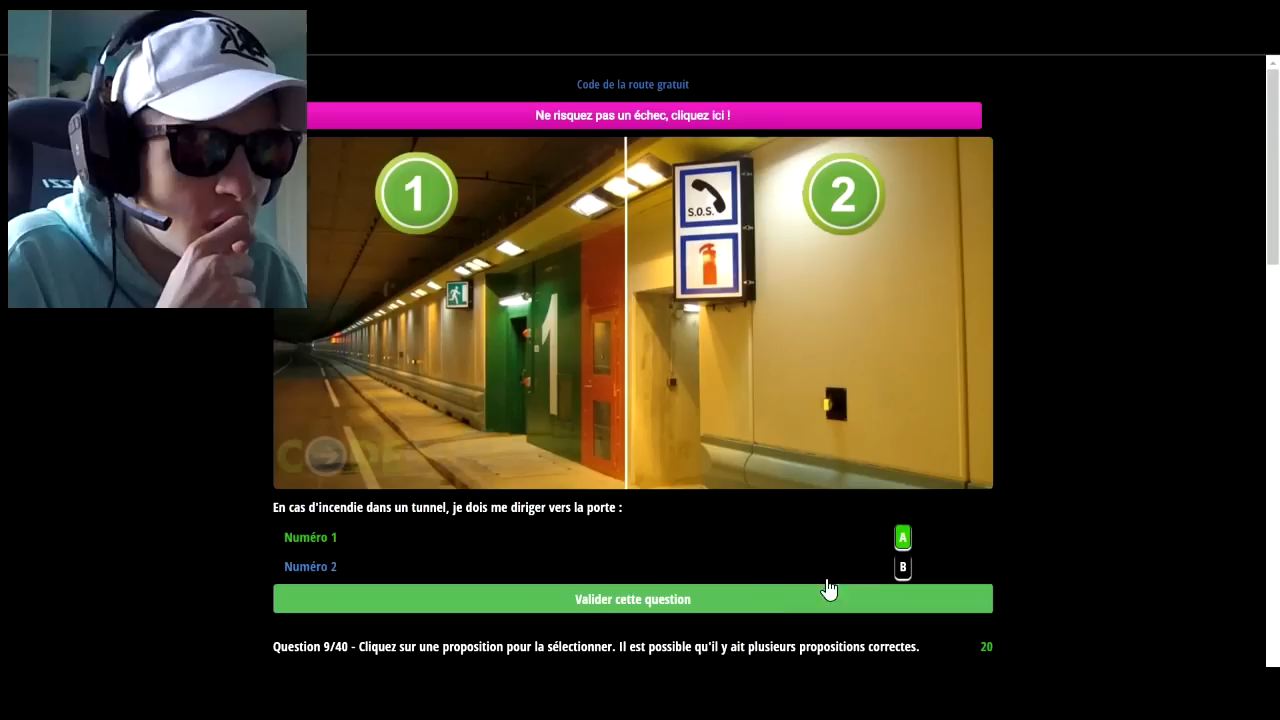 Code de la route gratuit
Ne risquez pas un échec, cliquez ici !
1
2
S.O.S.
1
CODE
En cas d'incendie dans un tunnel, je dois me diriger vers la porte :
Numéro 1 A
Numéro 2 B
Valider cette question
Question 9/40 - Cliquez sur une proposition pour la sélectionner. Il est possible qu'il y ait plusieurs propositions correctes. 20